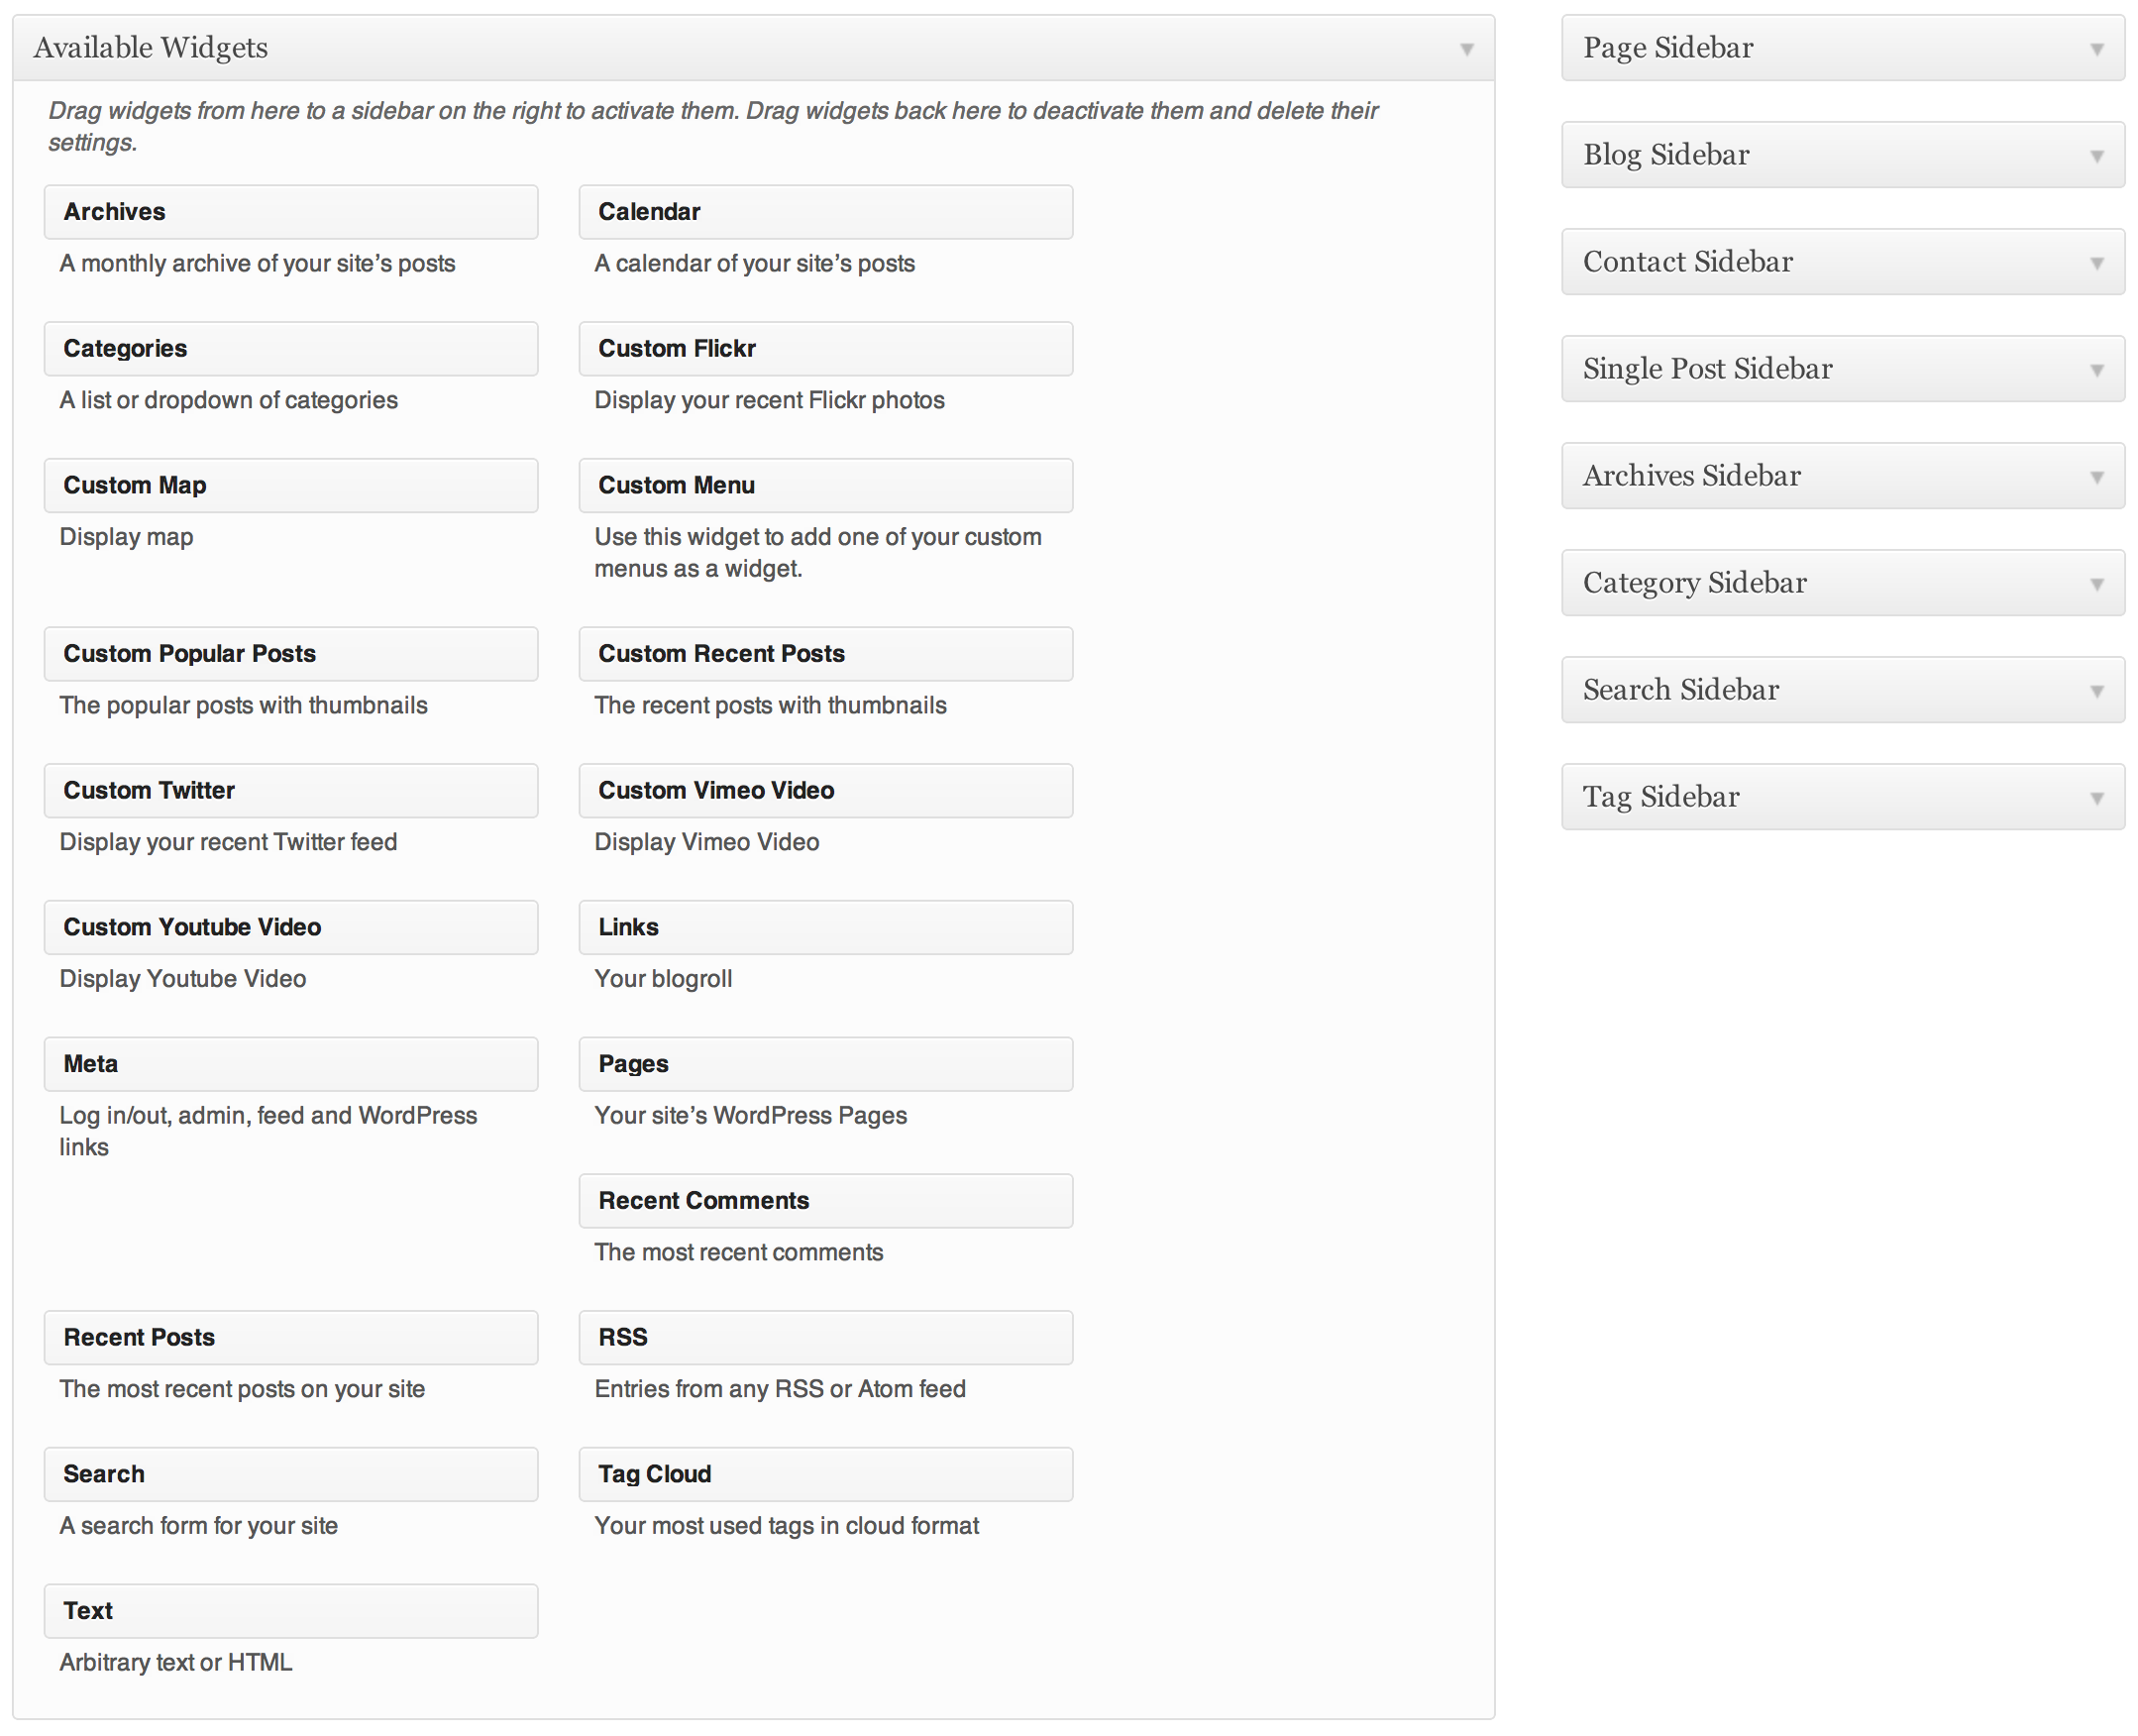 Available Widgets
Drag widgets from here to a sidebar on the right to activate them. Drag widgets back here to deactivate them and delete their
settings.
Archives
A monthly archive of your site’s posts
Calendar
A calendar of your site’s posts
Categories
A list or dropdown of categories
Custom Flickr
Display your recent Flickr photos
Custom Map
Display map
Custom Menu
Use this widget to add one of your custom
menus as a widget.
Custom Popular Posts
The popular posts with thumbnails
Custom Recent Posts
The recent posts with thumbnails
Custom Twitter
Display your recent Twitter feed
Custom Vimeo Video
Display Vimeo Video
Custom Youtube Video
Display Youtube Video
Links
Your blogroll
Meta
Log in/out, admin, feed and WordPress
links
Pages
Your site’s WordPress Pages
Recent Comments
The most recent comments
Recent Posts
The most recent posts on your site
RSS
Entries from any RSS or Atom feed
Search
A search form for your site
Tag Cloud
Your most used tags in cloud format
Text
Arbitrary text or HTML
Page Sidebar
Blog Sidebar
Contact Sidebar
Single Post Sidebar
Archives Sidebar
Category Sidebar
Search Sidebar
Tag Sidebar